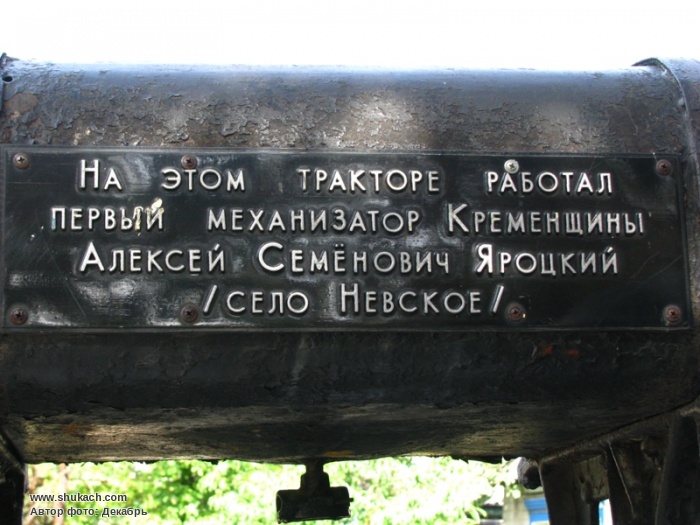 На этом тракторе работал
первый механизатор Кременщины
Алексей Семёнович Яроцкий
/село Невское/
www.shukach.com
Автор фото: Декабрь